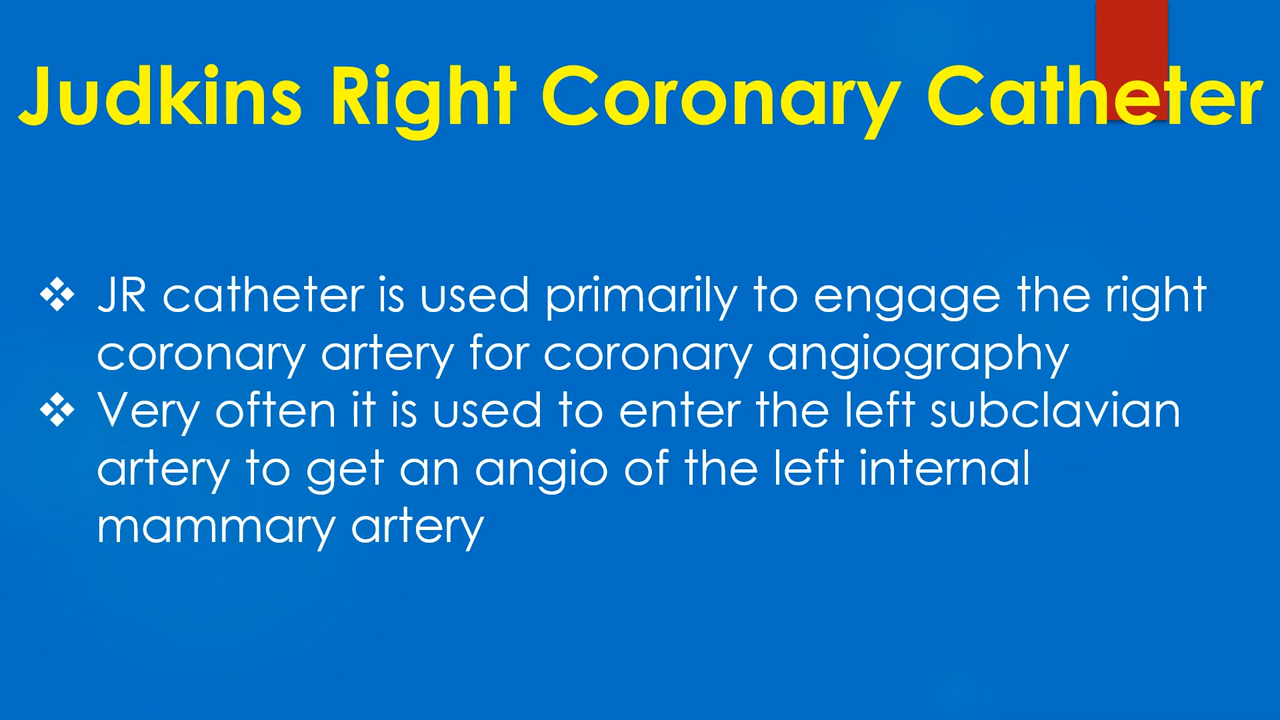 Judkins Right Coronary Catheter
❖ JR catheter is used primarily to engage the right
coronary artery for coronary angiography
❖ Very often it is used to enter the left subclavian
artery to get an angio of the left internal
mammary artery